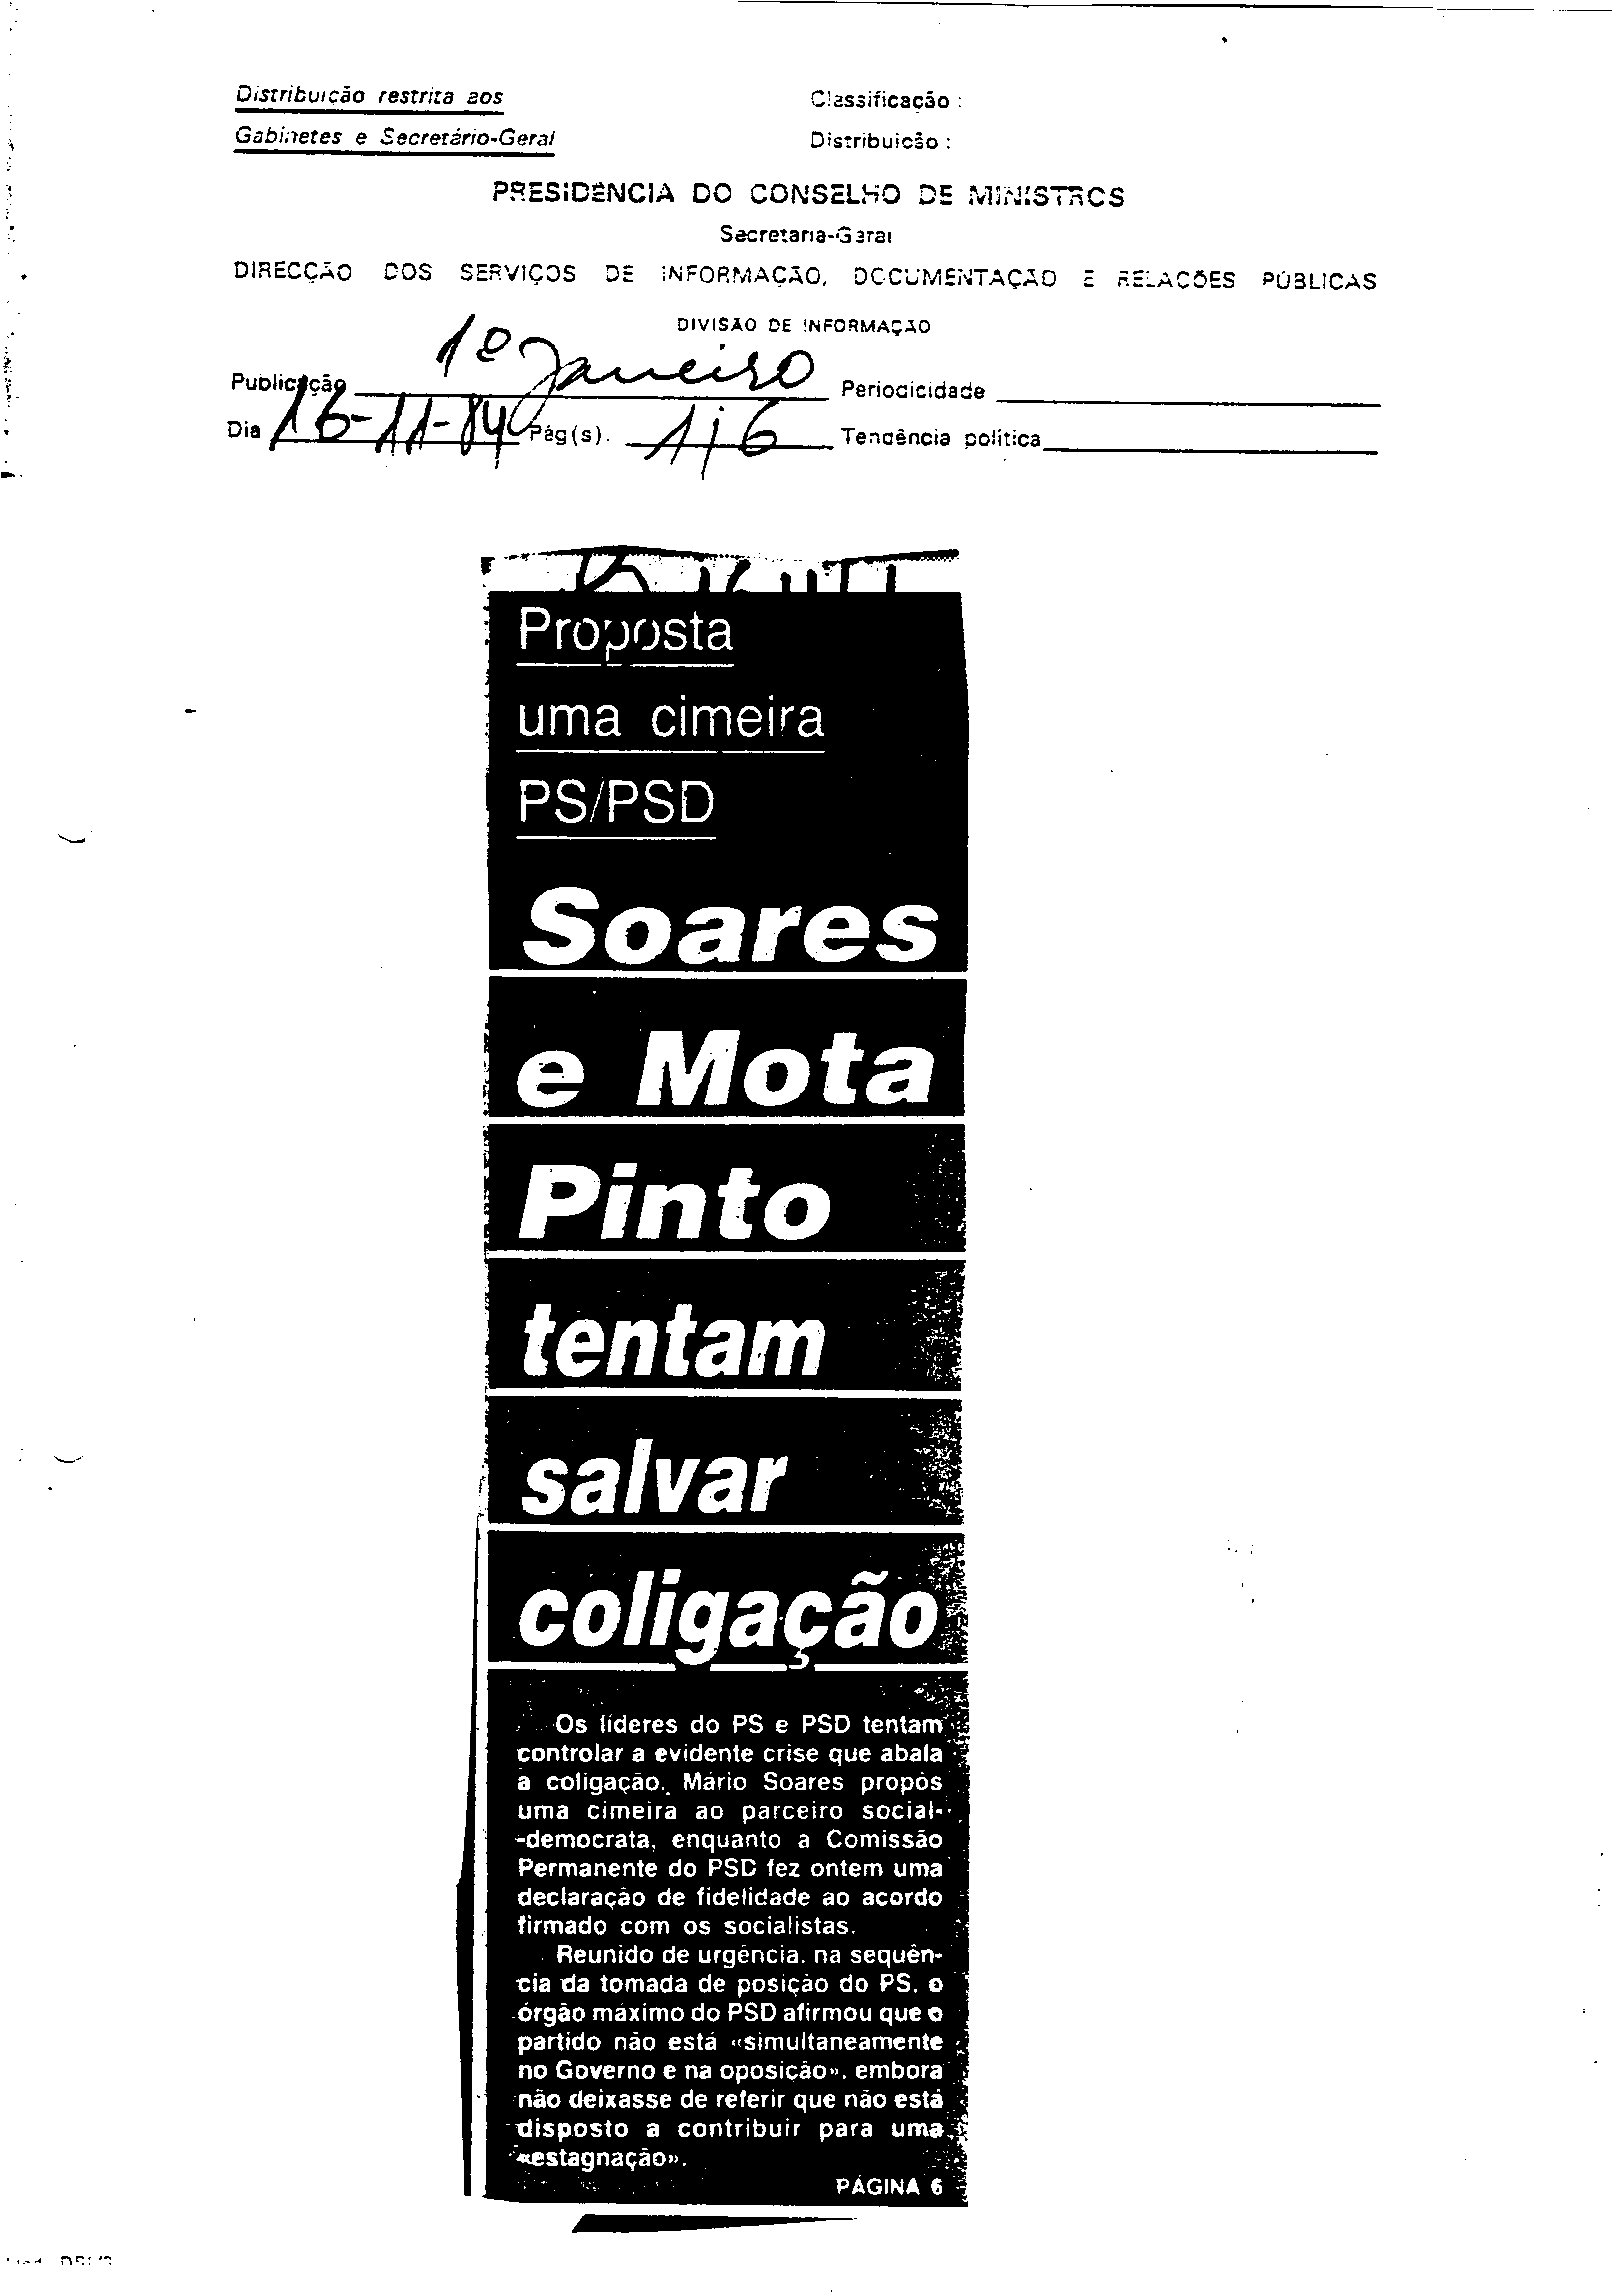 Distribuição restrita aos
Gabinetes e Secretário-Geral
Classificação :
Distribuição :
PRESIDÊNCIA DO CONSELHO DE MINISTROS
Secretaria-Geral
DIRECÇÃO DOS SERVIÇOS DE INFORMAÇÃO, DOCUMENTAÇÃO E RELAÇÕES PÚBLICAS
DIVISÃO DE INFORMAÇÃO
Publicação 1º Janeiro Periodicidade
Dia 16-11-84 Pág(s). 1/6 Tendência política
Proposta
uma cimeira
PS/PSD
Soares
e Mota
Pinto
tentam
salvar
coligação
Os líderes do PS e PSD tentam
controlar a evidente crise que abala
a coligação. Mário Soares propôs
uma cimeira ao parceiro social-
-democrata, enquanto a Comissão
Permanente do PSD fez ontem uma
declaração de fidelidade ao acordo
firmado com os socialistas.
Reunido de urgência, na sequên-
cia da tomada de posição do PS, o
órgão máximo do PSD afirmou que o
partido não está «simultaneamente
no Governo e na oposição», embora
não deixasse de referir que não está
disposto a contribuir para uma
«estagnação».
PÁGINA 6